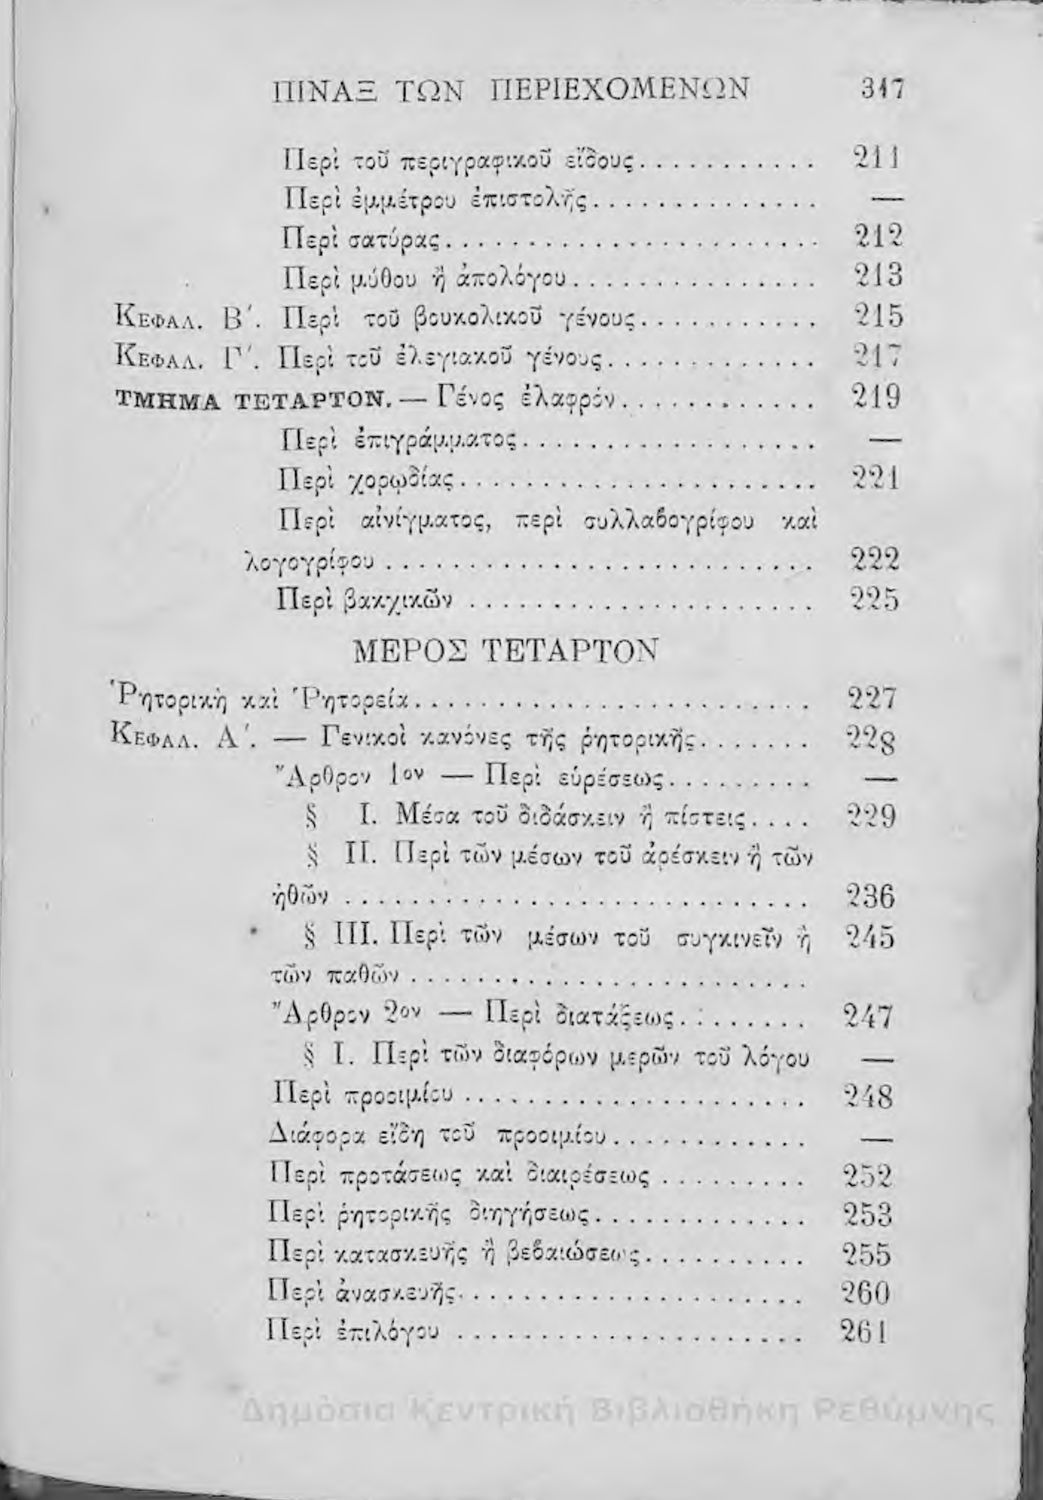 ΠΙΝΑΞ ΤΩΝ ΠΕΡΙΕΧΟΜΕΝΩΝ 317
Περὶ τοῦ περιγραφικοῦ εἴδους........... 211
Περὶ ἐμμέτρου ἐπιστολῆς.............. —
Περὶ σατύρας....................... 212
Περὶ μύθου ἢ ἀπολόγου............... 213
Κεφαλ. Β΄. Περὶ τοῦ βουκολικοῦ γένους........... 215
Κεφαλ. Γ΄. Περὶ τοῦ ἐλεγιακοῦ γένους............. 217
ΤΜΗΜΑ ΤΕΤΑΡΤΟΝ. — Γένος ἐλαφρόν............ 219
Περὶ ἐπιγράμματος.................. —
Περὶ χορῳδίας...................... 221
Περὶ αἰνίγματος, περὶ συλλαβογρίφου καὶ
λογογρίφου........................... 222
Περὶ βακχικῶν ...................... 225
ΜΕΡΟΣ ΤΕΤΑΡΤΟΝ
Ῥητορικὴ καὶ Ῥητορεία........................ 227
Κεφαλ. Α΄. — Γενικοὶ κανόνες τῆς ῥητορικῆς....... 228
Ἄρθρον 1ον — Περὶ εὑρέσεως......... —
§ I. Μέσα τοῦ διδάσκειν ἢ πίστεις.... 229
§ II. Περὶ τῶν μέσων τοῦ ἀρέσκειν ἢ τῶν
ἠθῶν ............................. 236
§ III. Περὶ τῶν μέσων τοῦ συγκινεῖν ἢ 245
τῶν παθῶν.........................
Ἄρθρον 2ον — Περὶ διατάξεως........ 247
§ I. Περὶ τῶν διαφόρων μερῶν τοῦ λόγου —
Περὶ προοιμίου ..................... 248
Διάφορα εἴδη τοῦ προοιμίου............ —
Περὶ προτάσεως καὶ διαιρέσεως ......... 252
Περὶ ῥητορικῆς διηγήσεως............. 253
Περὶ κατασκευῆς ἢ βεβαιώσεως.......... 255
Περὶ ἀνασκευῆς...................... 260
Περὶ ἐπιλόγου ...................... 261
Δημόσια Κεντρική Βιβλιοθήκη Ρεθύμνης